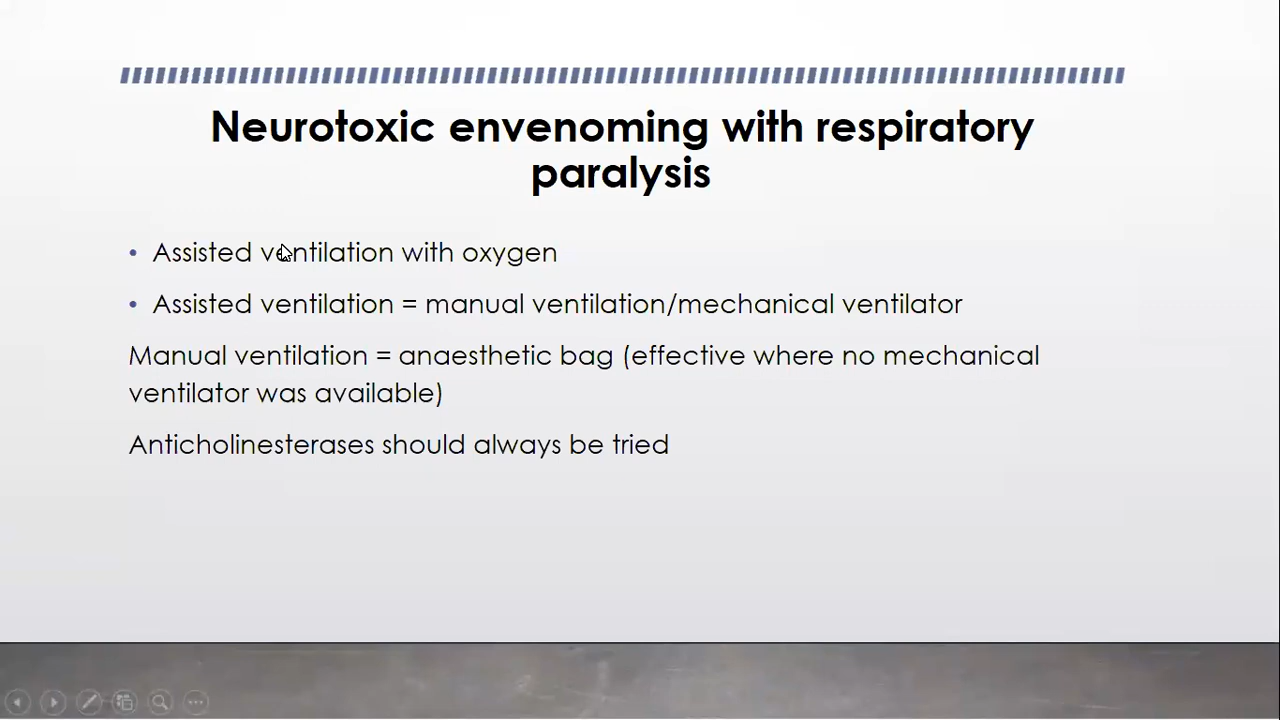 Neurotoxic envenoming with respiratory
paralysis
• Assisted ventilation with oxygen
• Assisted ventilation = manual ventilation/mechanical ventilator
Manual ventilation = anaesthetic bag (effective where no mechanical
ventilator was available)
Anticholinesterases should always be tried